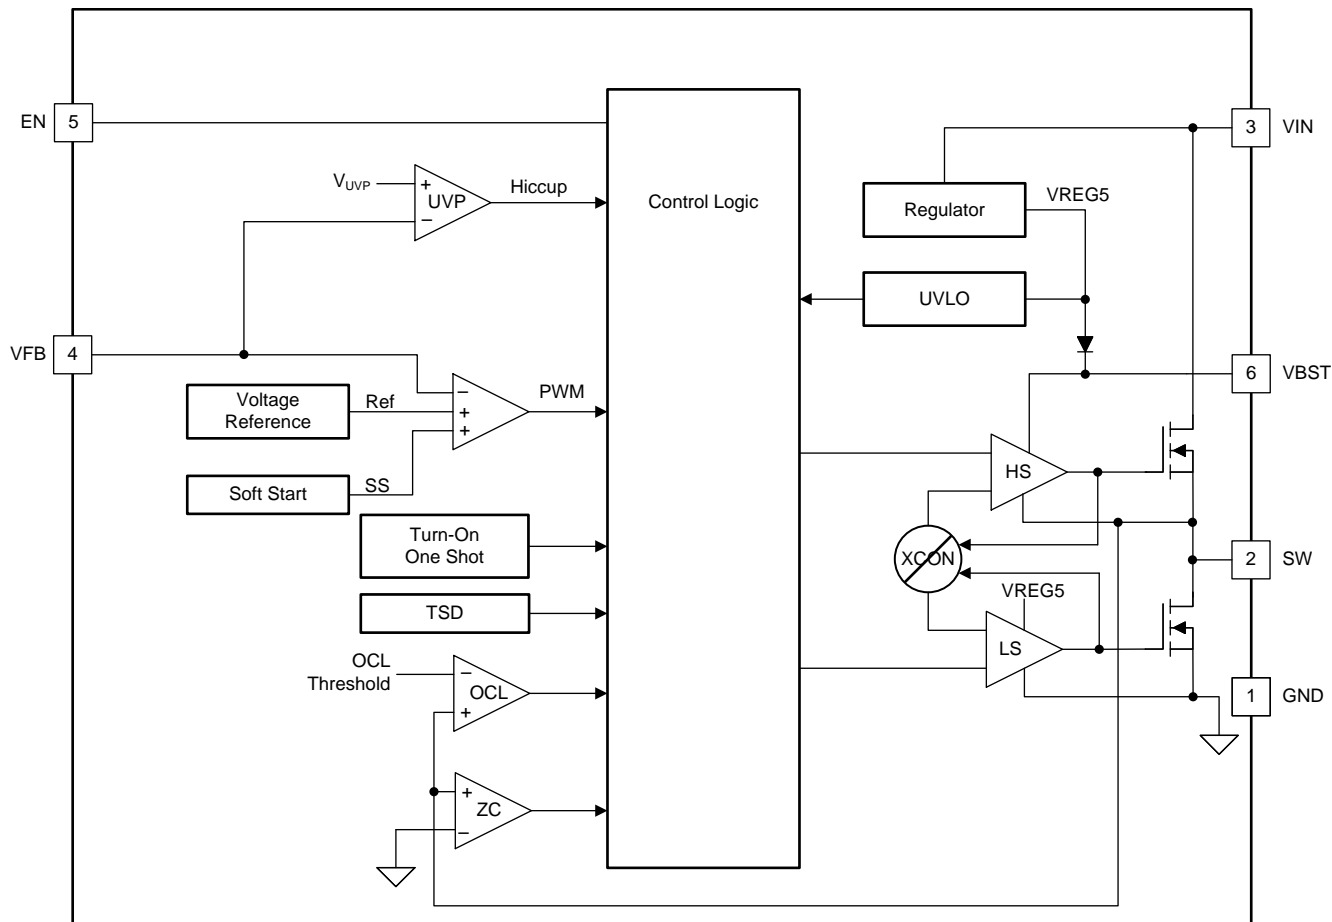 EN
5
3
VIN
V_UVP
+
−
UVP
Hiccup
Control Logic
Regulator
VREG5
UVLO
VFB
4
6
VBST
Voltage
Reference
Ref
−
+
+
PWM
Soft Start
SS
HS
Turn-On
One Shot
XCON
2
SW
TSD
VREG5
LS
OCL
Threshold
−
+
OCL
1
GND
+
−
ZC